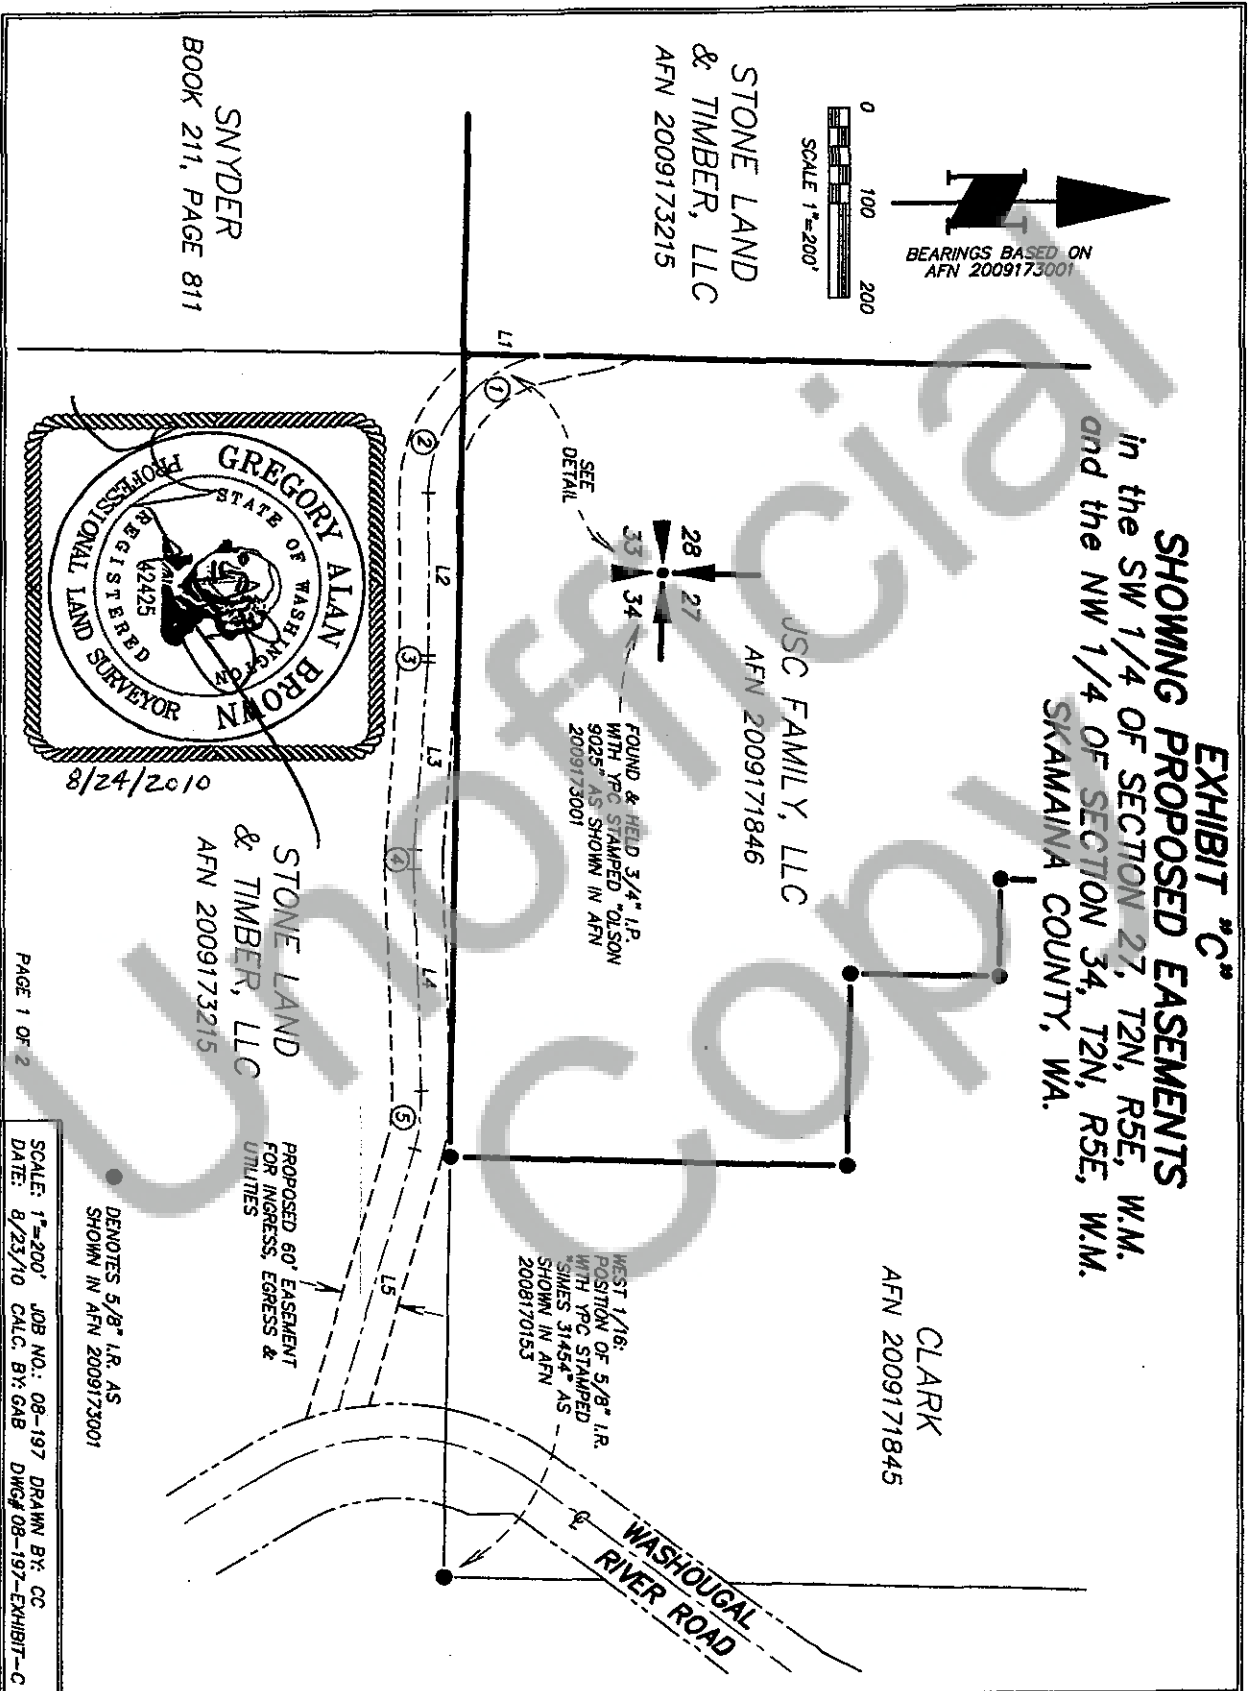 EXHIBIT "C"
SHOWING PROPOSED EASEMENTS
in the SW 1/4 OF SECTION 27, T2N, R5E, W.M.
and the NW 1/4 OF SECTION 34, T2N, R5E, W.M.
SKAMAINA COUNTY, WA.
BEARINGS BASED ON
AFN 2009173001
0 100 200
SCALE 1"=200'
STONE LAND
& TIMBER, LLC
AFN 2009173215
SNYDER
BOOK 211, PAGE 811
JSC FAMILY, LLC
AFN 2009171846
CLARK
AFN 2009171845
28 27
33 34
SEE
DETAIL
FOUND & HELD 3/4" I.P.
WITH YPC STAMPED "OLSON
9025" AS SHOWN IN AFN
2009173001
WEST 1/16:
POSITION OF 5/8" I.R.
WITH YPC STAMPED
"SIMES 31454" AS
SHOWN IN AFN
2008170153
L1
1
2
L2
3
L3
4
L4
5
L5
WASHOUGAL
RIVER ROAD
STONE LAND
& TIMBER, LLC
AFN 2009173215
PROPOSED 60' EASEMENT
FOR INGRESS, EGRESS &
UTILITIES
DENOTES 5/8" I.R. AS
SHOWN IN AFN 2009173001
GREGORY ALAN BROWN
STATE OF WASHINGTON
42425
REGISTERED
PROFESSIONAL LAND SURVEYOR
8/24/2010
PAGE 1 OF 2
SCALE: 1"=200' JOB NO.: 08-197 DRAWN BY: CC
DATE: 8/23/10 CALC. BY: GAB DWG# 08-197-EXHIBIT-C
Unofficial
Copy